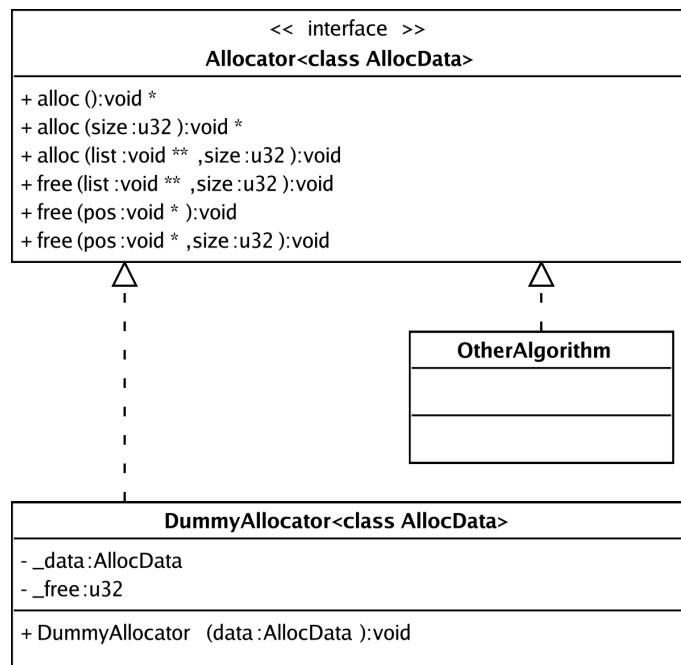 << interface >>
Allocator<class AllocData>
+ alloc ():void *
+ alloc (size:u32 ):void *
+ alloc (list :void ** ,size:u32 ):void
+ free (list :void ** ,size:u32 ):void
+ free (pos:void * ):void
+ free (pos:void * ,size:u32 ):void
OtherAlgorithm
DummyAllocator<class AllocData>
- _data:AllocData
- _free:u32
+ DummyAllocator (data:AllocData ):void